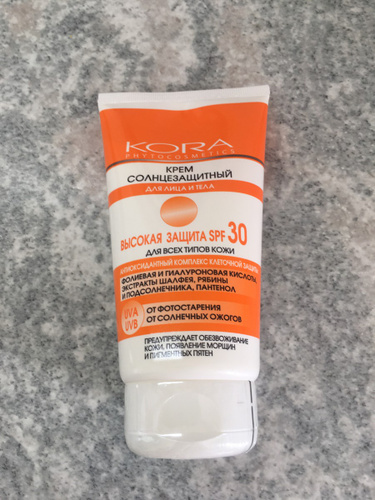 KORA
PHYTOCOSMETICS
КРЕМ
СОЛНЦЕЗАЩИТНЫЙ
ДЛЯ ЛИЦА И ТЕЛА
ВЫСОКАЯ ЗАЩИТА SPF 30
ДЛЯ ВСЕХ ТИПОВ КОЖИ
АНТИОКСИДАНТНЫЙ КОМПЛЕКС КЛЕТОЧНОЙ ЗАЩИТЫ
ФОЛИЕВАЯ И ГИАЛУРОНОВАЯ КИСЛОТЫ,
ЭКСТРАКТЫ ШАЛФЕЯ, РЯБИНЫ
И ПОДСОЛНЕЧНИКА, ПАНТЕНОЛ
UVA
UVB
ОТ ФОТОСТАРЕНИЯ
ОТ СОЛНЕЧНЫХ ОЖОГОВ
ПРЕДУПРЕЖДАЕТ ОБЕЗВОЖИВАНИЕ
КОЖИ, ПОЯВЛЕНИЕ МОРЩИН
И ПИГМЕНТНЫХ ПЯТЕН